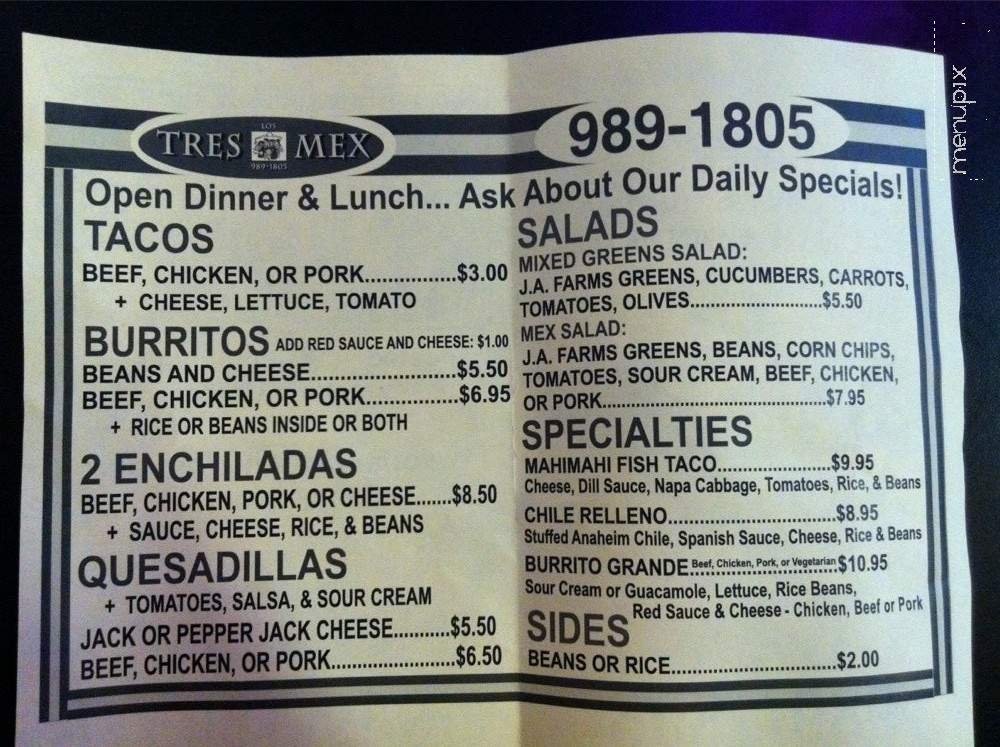 LOS
TRES MEX
989-1805
989-1805
Open Dinner & Lunch... Ask About Our Daily Specials!
TACOS
BEEF, CHICKEN, OR PORK...............$3.00
+ CHEESE, LETTUCE, TOMATO
BURRITOS ADD RED SAUCE AND CHEESE: $1.00
BEANS AND CHEESE........................$5.50
BEEF, CHICKEN, OR PORK...............$6.95
+ RICE OR BEANS INSIDE OR BOTH
2 ENCHILADAS
BEEF, CHICKEN, PORK, OR CHEESE......$8.50
+ SAUCE, CHEESE, RICE, & BEANS
QUESADILLAS
+ TOMATOES, SALSA, & SOUR CREAM
JACK OR PEPPER JACK CHEESE..........$5.50
BEEF, CHICKEN, OR PORK.....................$6.50
SALADS
MIXED GREENS SALAD:
J.A. FARMS GREENS, CUCUMBERS, CARROTS,
TOMATOES, OLIVES.......................$5.50
MEX SALAD:
J.A. FARMS GREENS, BEANS, CORN CHIPS,
TOMATOES, SOUR CREAM, BEEF, CHICKEN,
OR PORK.......................................$7.95
SPECIALTIES
MAHIMAHI FISH TACO....................$9.95
Cheese, Dill Sauce, Napa Cabbage, Tomatoes, Rice, & Beans
CHILE RELLENO.............................$8.95
Stuffed Anaheim Chile, Spanish Sauce, Cheese, Rice & Beans
BURRITO GRANDE Beef, Chicken, Pork, or Vegetarian $10.95
Sour Cream or Guacamole, Lettuce, Rice Beans,
Red Sauce & Cheese - Chicken, Beef or Pork
SIDES
BEANS OR RICE.............................$2.00
menupix